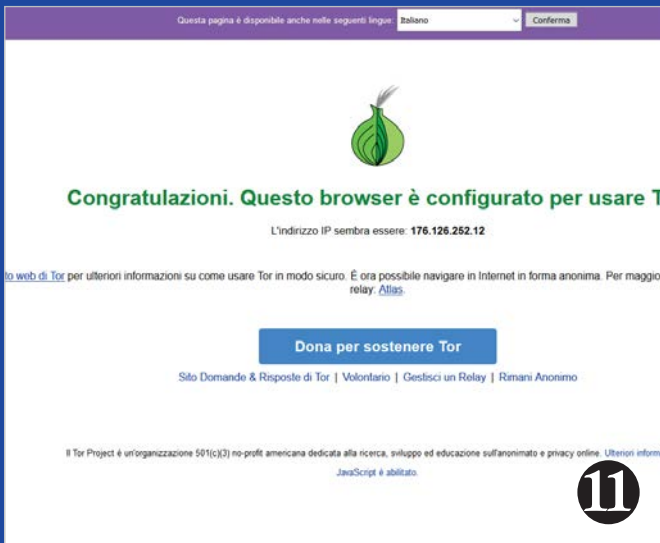 Questa pagina è disponibile anche nelle seguenti lingue: Italiano Conferma
Congratulazioni. Questo browser è configurato per usare T
L'indirizzo IP sembra essere: 176.126.252.12
to web di Tor per ulteriori informazioni su come usare Tor in modo sicuro. È ora possibile navigare in Internet in forma anonima. Per maggio
relay: Atlas.
Dona per sostenere Tor
Sito Domande & Risposte di Tor | Volontario | Gestisci un Relay | Rimani Anonimo
Il Tor Project è un'organizzazione 501(c)(3) no-profit americana dedicata alla ricerca, sviluppo ed educazione sull'anonimato e privacy online. Ulteriori inform
JavaScript è abilitato.
11